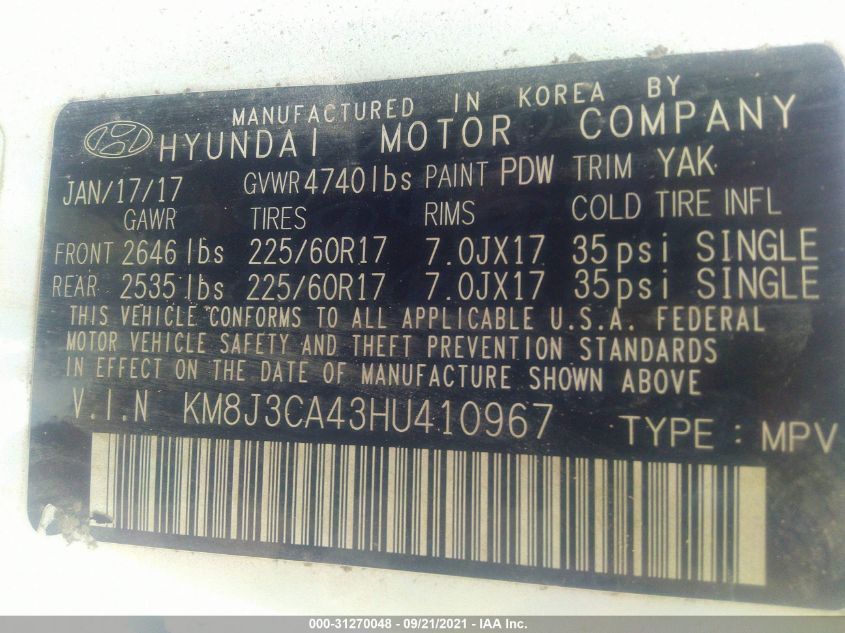 MANUFACTURED IN KOREA BY
HYUNDAI MOTOR COMPANY
JAN/17/17 GVWR 4740 lbs PAINT PDW TRIM YAK
GAWR TIRES RIMS COLD TIRE INFL
FRONT 2646 lbs 225/60R17 7.0JX17 35psi SINGLE
REAR 2535 lbs 225/60R17 7.0JX17 35psi SINGLE
THIS VEHICLE CONFORMS TO ALL APPLICABLE U.S.A. FEDERAL
MOTOR VEHICLE SAFETY AND THEFT PREVENTION STANDARDS
IN EFFECT ON THE DATE OF MANUFACTURE SHOWN ABOVE
V.I.N KM8J3CA43HU410967 TYPE : MPV
000-31270048 - 09/21/2021 - IAA Inc.